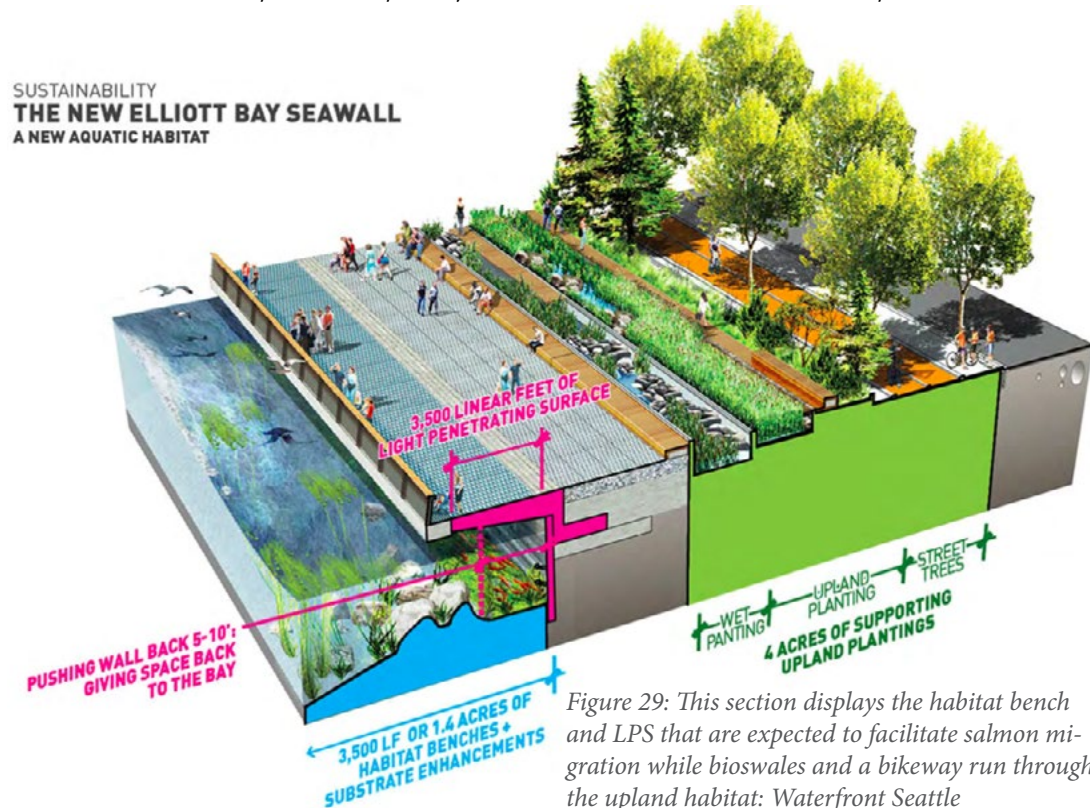 SUSTAINABILITY
THE NEW ELLIOTT BAY SEAWALL
A NEW AQUATIC HABITAT
3,500 LINEAR FEET OF
LIGHT PENETRATING SURFACE
PUSHING WALL BACK 5-10':
GIVING SPACE BACK
TO THE BAY
3,500 LF OR 1.4 ACRES OF
HABITAT BENCHES +
SUBSTRATE ENHANCEMENTS
WET
PANTING
UPLAND
PLANTING
STREET
TREES
4 ACRES OF SUPPORTING
UPLAND PLANTINGS
Figure 29: This section displays the habitat bench
and LPS that are expected to facilitate salmon mi-
gration while bioswales and a bikeway run through
the upland habitat: Waterfront Seattle